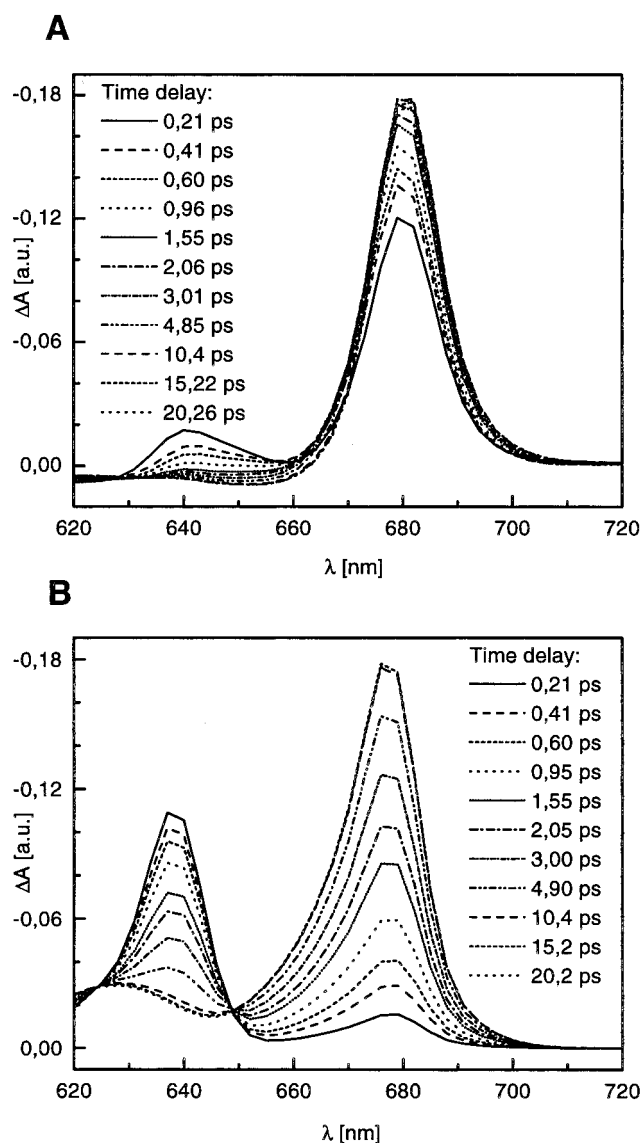 A
-0,18
-0,12
-0,06
0,00
ΔA [a.u.]
Time delay:
0,21 ps
0,41 ps
0,60 ps
0,96 ps
1,55 ps
2,06 ps
3,01 ps
4,85 ps
10,4 ps
15,22 ps
20,26 ps
620 640 660 680 700 720
λ [nm]
B
-0,18
-0,12
-0,06
0,00
ΔA [a.u.]
Time delay:
0,21 ps
0,41 ps
0,60 ps
0,95 ps
1,55 ps
2,05 ps
3,00 ps
4,90 ps
10,4 ps
15,2 ps
20,2 ps
620 640 660 680 700 720
λ [nm]